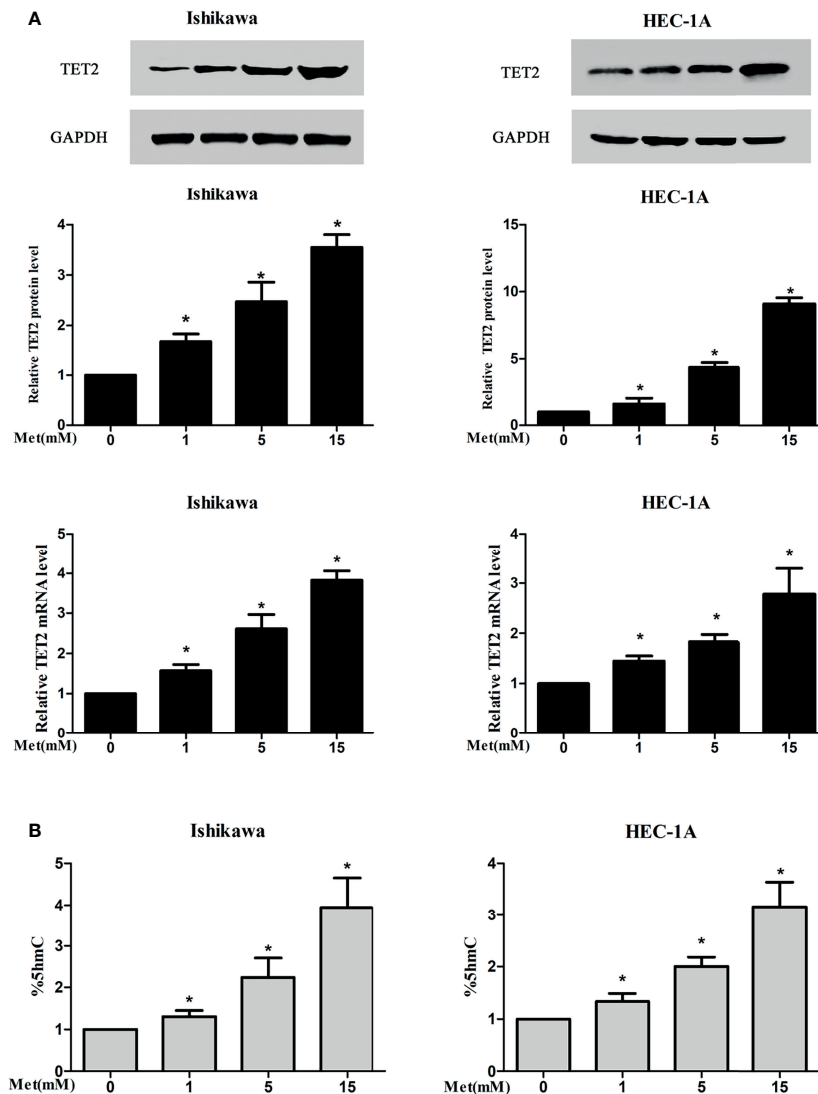 A
Ishikawa
HEC-1A
TET2
TET2
GAPDH
GAPDH
Ishikawa
Relative TET2 protein level
4
3
2
1
0
Met(mM) 0 1 5 15
HEC-1A
Relative TET2 protein level
15
10
5
0
Met(mM) 0 1 5 15
* * *
* * *
Ishikawa
Relative TET2 mRNA level
5
4
3
2
1
0
Met(mM) 0 1 5 15
* * *
HEC-1A
Relative TET2 mRNA level
4
3
2
1
0
Met(mM) 0 1 5 15
* * *
B
Ishikawa
%5hmC
5
4
3
2
1
0
Met(mM) 0 1 5 15
* * *
HEC-1A
%5hmC
4
3
2
1
0
Met(mM) 0 1 5 15
* * *